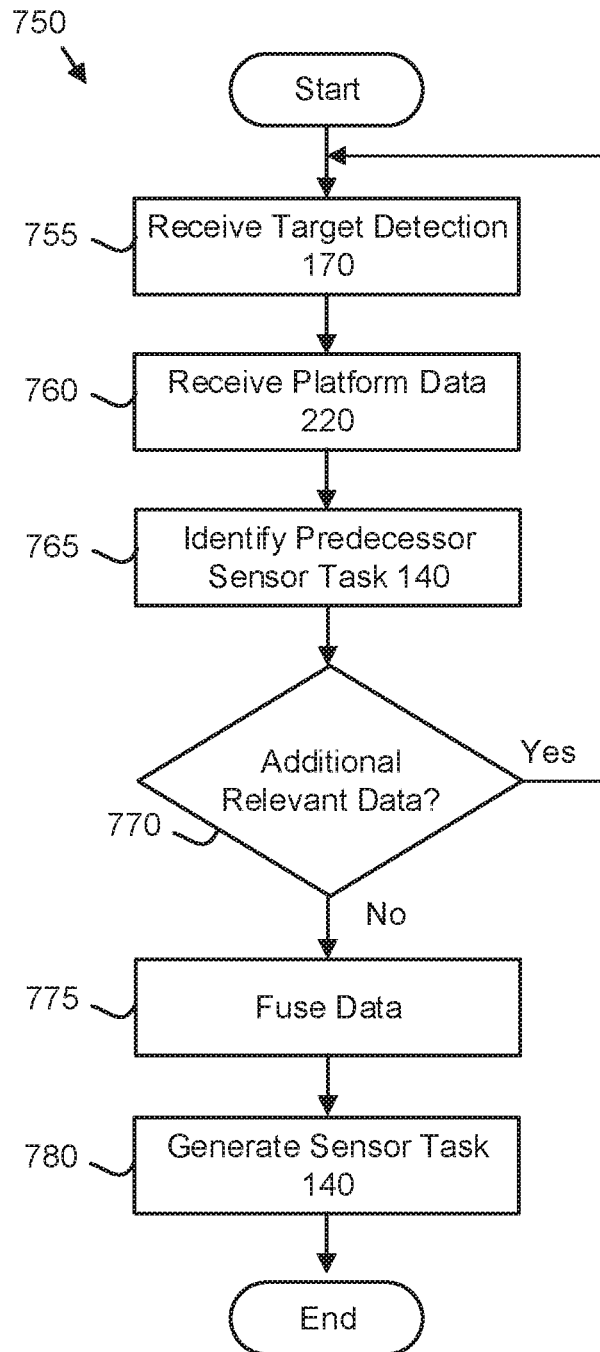 750
Start
755
Receive Target Detection
170
760
Receive Platform Data
220
765
Identify Predecessor
Sensor Task 140
Additional
Relevant Data?
Yes
770
No
775
Fuse Data
780
Generate Sensor Task
140
End